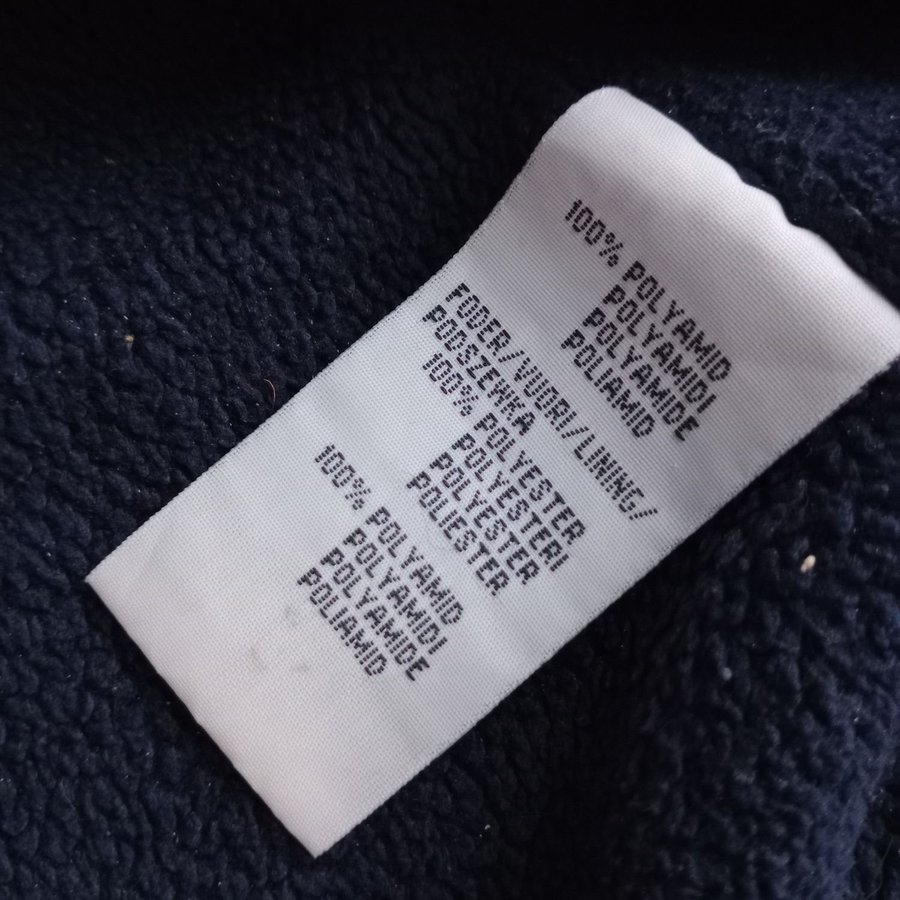 100% POLYAMID
POLYAMIDI
POLYAMIDE
POLIAMID
FODER/VUORI/LINING/
PODSZEWKA
100% POLYESTER
POLYESTERI
POLYESTER
POLIESTER
100% POLYAMID
POLYAMIDI
POLYAMIDE
POLIAMID